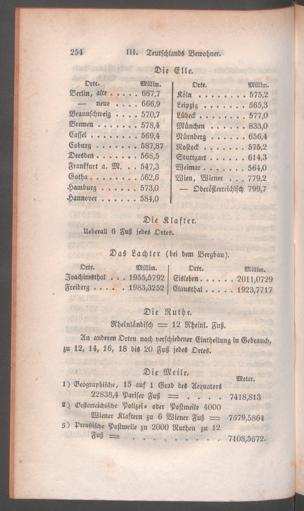 254 III. Teutschlands Bewohner.
Die Elle.
Orte. Millim.
Berlin, alte . . . . 667,7
— neue . . . . 666,9
Braunschweig . . . . 570,7
Bremen . . . . . 578,4
Cassel . . . . . 569,4
Coburg . . . . . 587,87
Dresden . . . . . 566,5
Frankfurt a. M. . . . 547,3
Gotha . . . . . 562,6
Hamburg . . . . . 573,0
Hannover . . . . . 584,0
Orte. Millim.
Köln . . . . . 575,2
Leipzig . . . . . 565,3
Lübeck . . . . . 577,0
München . . . . . 833,0
Nürnberg . . . . . 656,4
Rostock . . . . . 575,2
Stuttgart . . . . . 614,3
Weimar . . . . . 564,0
Wien, Wiener . . . 779,2
— Oberösterreichisch 799,7
Die Klafter.
Ueberall 6 Fuß jedes Ortes.
Das Lachter (bei dem Bergbau).
Orte. Millim.
Joachimsthal . . . 1955,5792
Freiberg . . . . 1983,3252
Orte. Millim.
Eisleben . . . . . 2011,0729
Clausthal . . . . 1923,7717
Die Ruthe.
Rheinländisch = 12 Rheinl. Fuß.
An anderen Orten nach verschiedener Eintheilung in Gebrauch,
zu 12, 14, 16, 18 bis 20 Fuß jedes Ortes.
Die Meile.
Meter.
1) Geographische, 15 auf 1 Grad des Aequators
22838,4 Pariser Fuß = . . . . 7418,813
2) Oesterreichische Polizei- oder Postmeile 4000
Wiener Klaftern zu 6 Wiener Fuß = 7579,5864
3) Preußische Postmeile zu 2000 Ruthen zu 12
Fuß = . . . . . . . . . 7108,5672